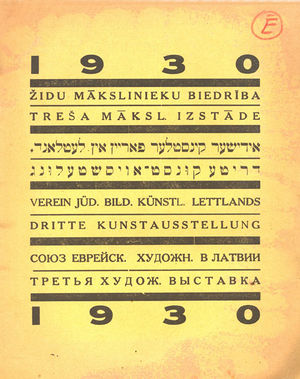 Ē
1930
ŽIDU MĀKSLINIEKU BIEDRĪBA
TREŠA MĀKSL. IZSTĀDE
אידישער קינסטלער פאריין אין לעטלאנד.
דריטע קונסט־אויסשטעלונג
VEREIN JÜD. BILD. KÜNSTL. LETTLANDS
DRITTE KUNSTAUSSTELLUNG
СОЮЗ ЕВРЕЙСК. ХУДОЖН. В ЛАТВИИ
ТРЕТЬЯ ХУДОЖ. ВЫСТАВКА
1930